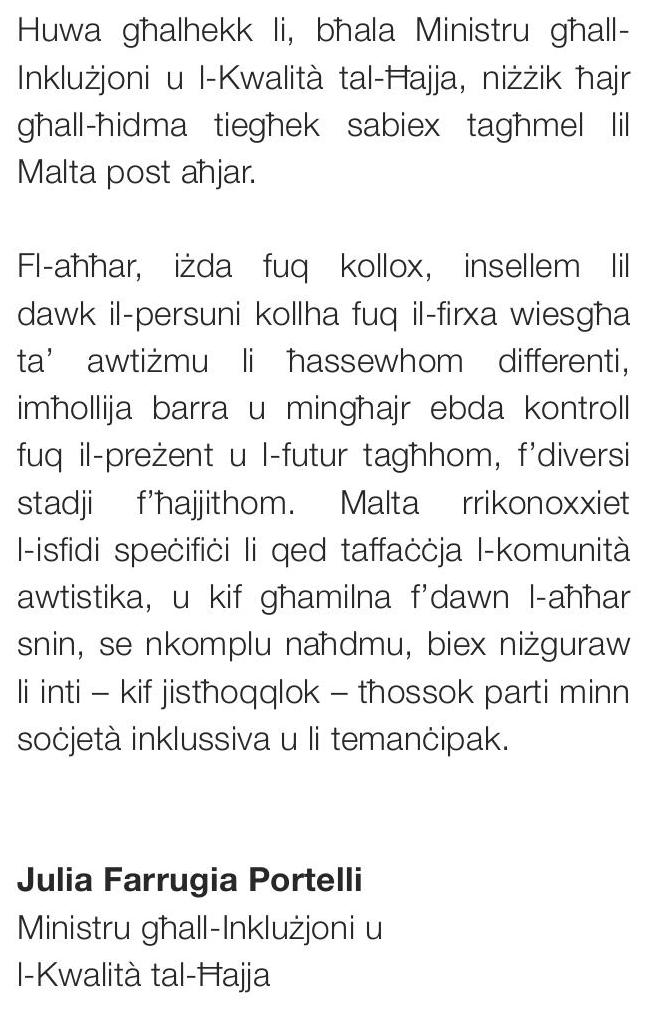 Huwa għalhekk li, bħala Ministru għall-
Inklużjoni u l-Kwalità tal-Ħajja, niżżik ħajr
għall-ħidma tiegħek sabiex tagħmel lil
Malta post aħjar.
Fl-aħħar, iżda fuq kollox, insellem lil
dawk il-persuni kollha fuq il-firxa wiesgħa
ta’ awtiżmu li ħassewhom differenti,
imħollija barra u mingħajr ebda kontroll
fuq il-preżent u l-futur tagħhom, f’diversi
stadji f’ħajjithom. Malta rrikonoxxiet
l-isfidi speċifiċi li qed taffaċċja l-komunità
awtistika, u kif għamilna f’dawn l-aħħar
snin, se nkomplu naħdmu, biex niżguraw
li inti – kif jistħoqqlok – tħossok parti minn
soċjetà inklussiva u li temanċipak.
Julia Farrugia Portelli
Ministru għall-Inklużjoni u
l-Kwalità tal-Ħajja